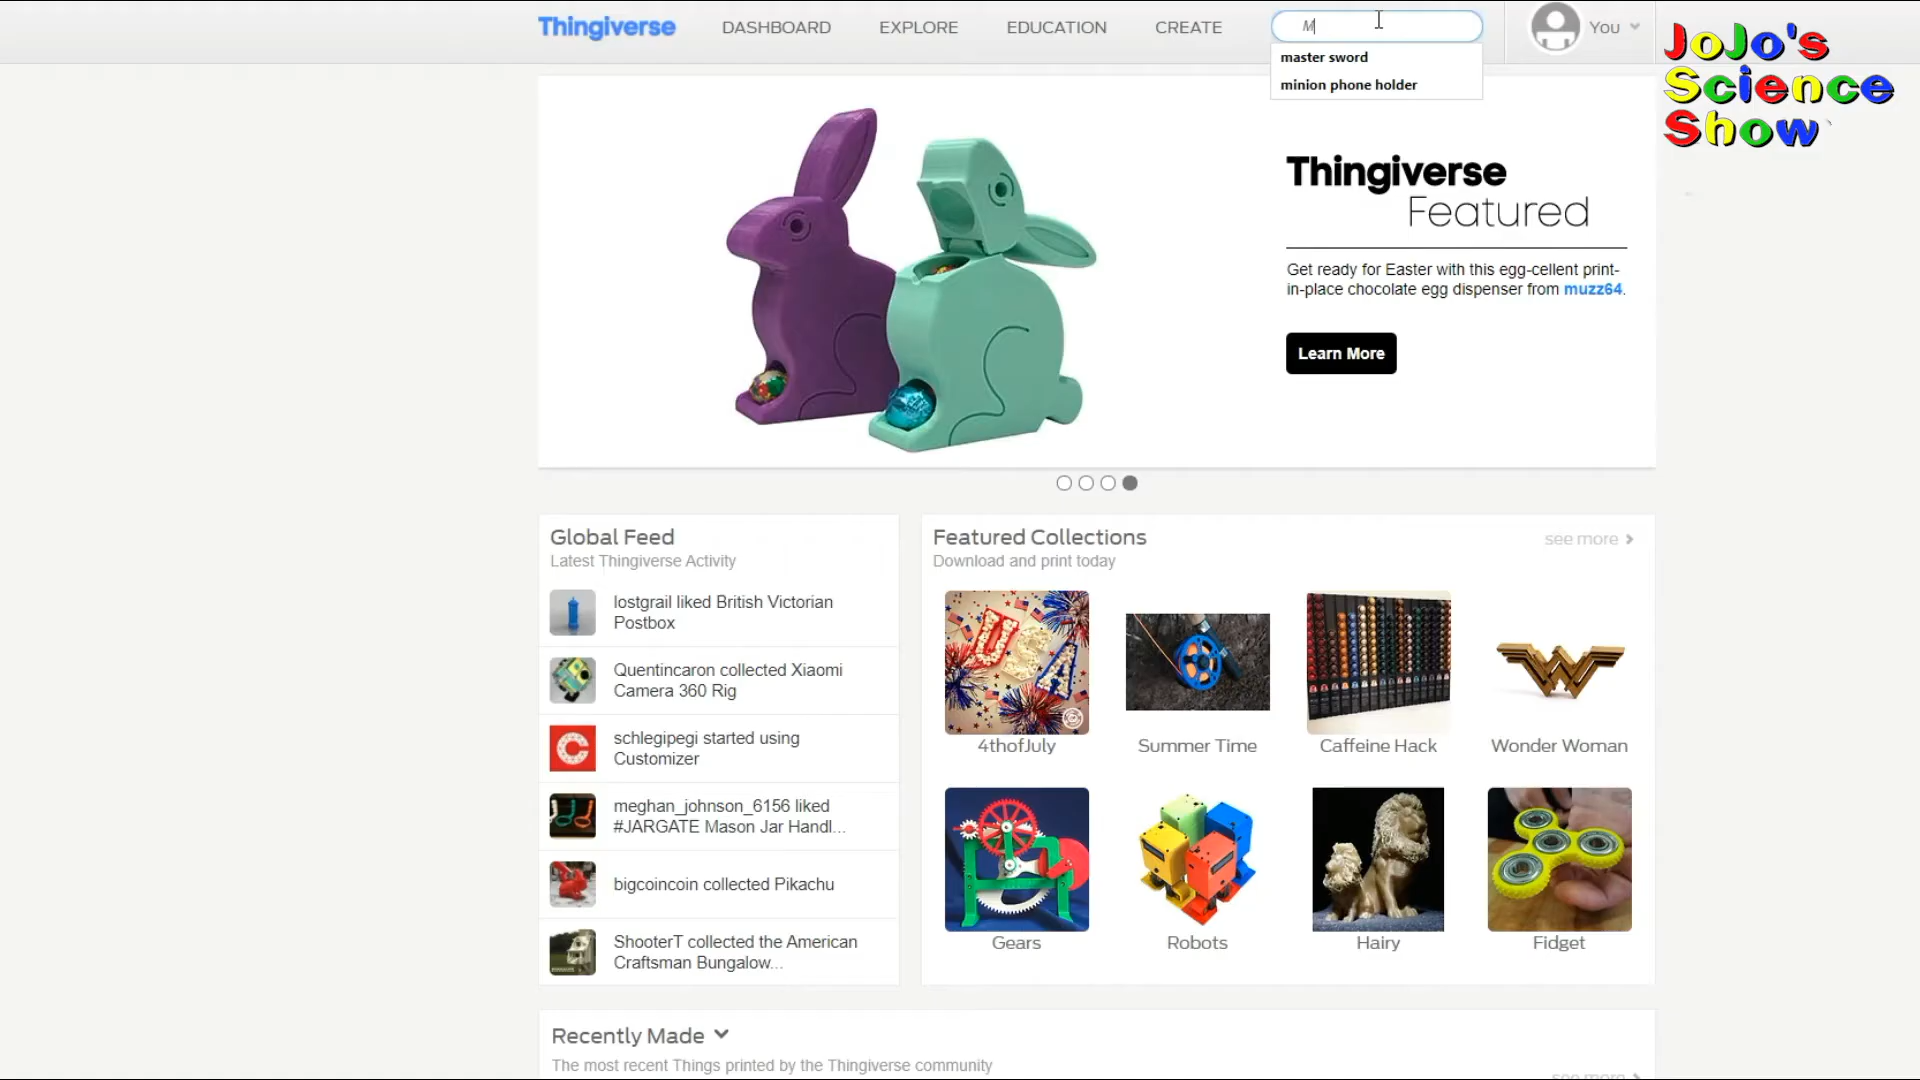 Thingiverse
DASHBOARD
EXPLORE
EDUCATION
CREATE
M
You
master sword
minion phone holder
JoJo's
Science
Show
Thingiverse
Featured
Get ready for Easter with this egg-cellent print-
in-place chocolate egg dispenser from muzz64.
Learn More
Global Feed
Latest Thingiverse Activity
lostgrail liked British Victorian
Postbox
Quentincaron collected Xiaomi
Camera 360 Rig
schlegipegi started using
Customizer
meghan_johnson_6156 liked
#JARGATE Mason Jar Handl...
bigcoincoin collected Pikachu
ShooterT collected the American
Craftsman Bungalow...
Featured Collections
see more
Download and print today
USA
4thofJuly
Summer Time
Caffeine Hack
Wonder Woman
Gears
Robots
Hairy
Fidget
Recently Made
The most recent Things printed by the Thingiverse community
see more